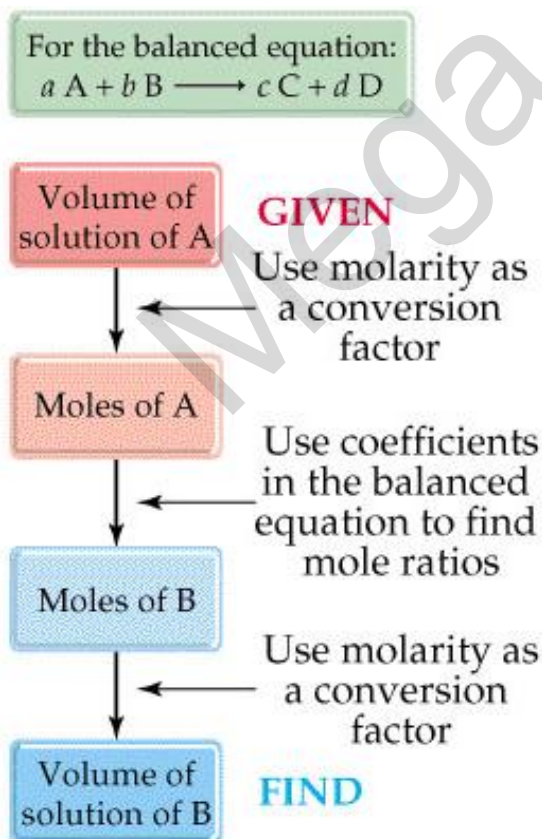 For the balanced equation:
a A + b B ⟶ c C + d D
Volume of
solution of A
GIVEN
Use molarity as
a conversion
factor
Moles of A
Use coefficients
in the balanced
equation to find
mole ratios
Moles of B
Use molarity as
a conversion
factor
Volume of
solution of B
FIND
Mega